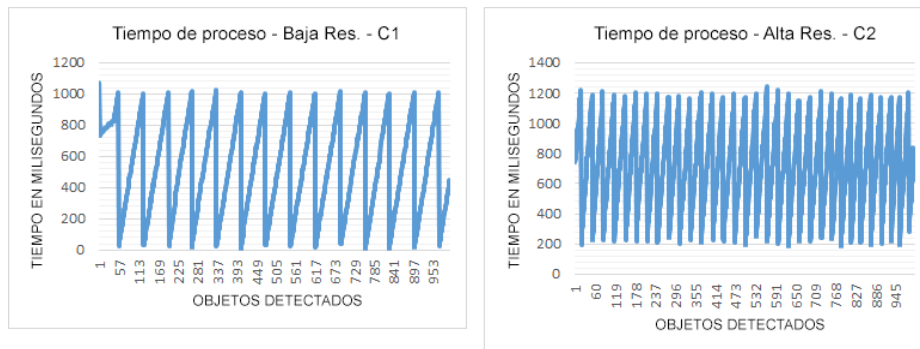 Tiempo de proceso - Baja Res. - C1
1200
1000
800
600
400
200
0
TIEMPO EN MILISEGUNDOS
1 57 113 169 225 281 337 393 449 505 561 617 673 729 785 841 897 953
OBJETOS DETECTADOS
Tiempo de proceso - Alta Res. - C2
1400
1200
1000
800
600
400
200
0
TIEMPO EN MILISEGUNDOS
1 60 119 178 237 296 355 414 473 532 591 650 709 768 827 886 945
OBJETOS DETECTADOS